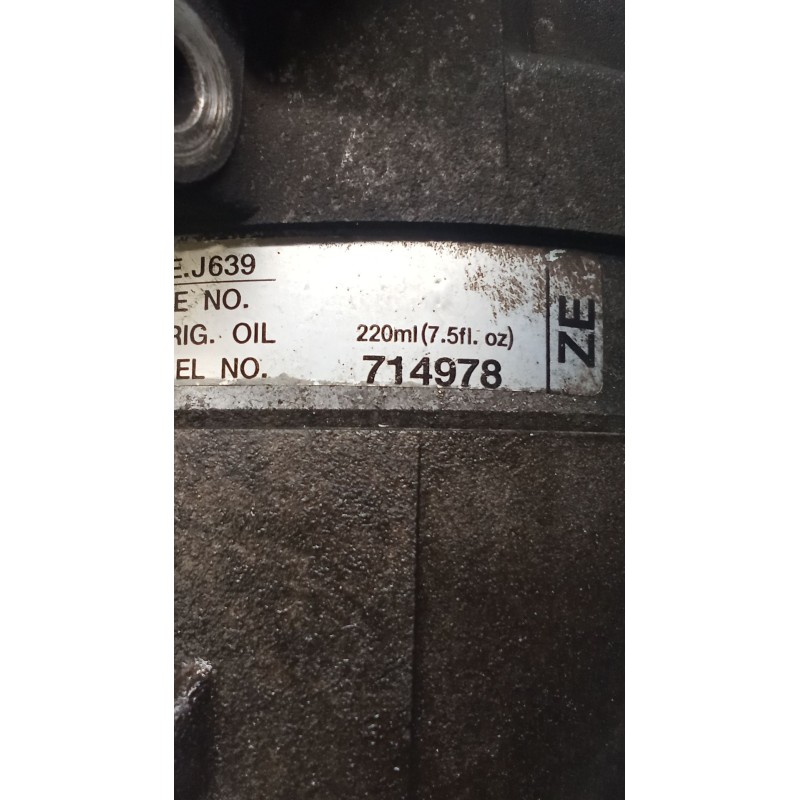 E.J639
E NO.
RIG. OIL 220ml(7.5fl. oz)
EL NO. 714978
ZE